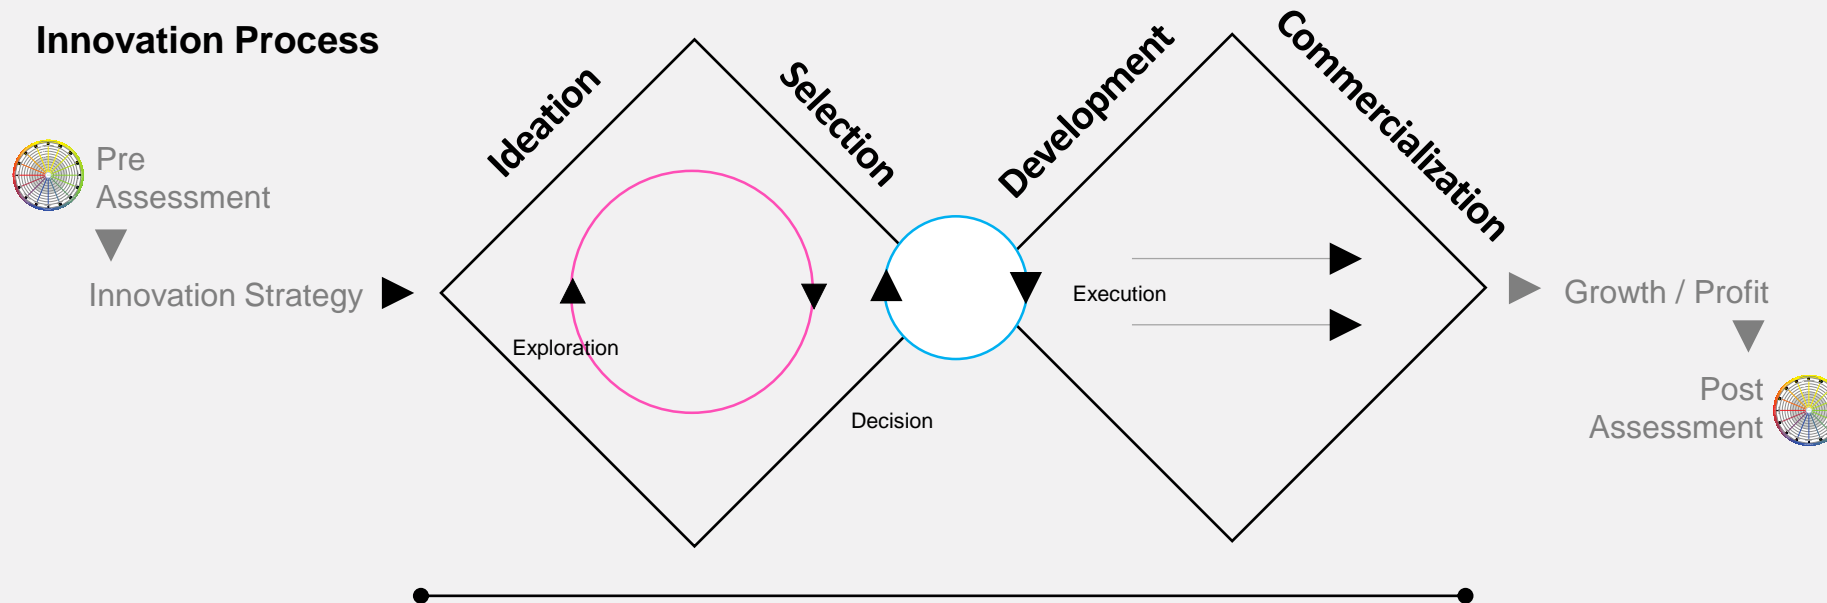 Innovation Process
Pre
Assessment
Innovation Strategy
Ideation
Selection
Development
Commercialization
Exploration
Decision
Execution
Growth / Profit
Post
Assessment